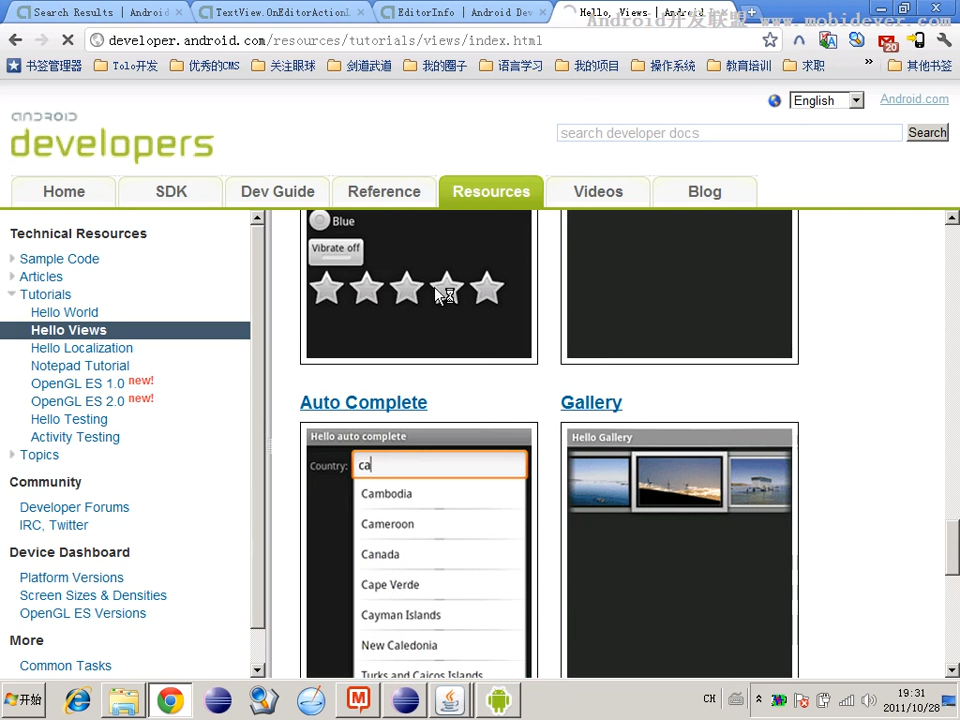 Search Results | Android
TextView.OnEditorActionL
EditorInfo | Android Dev
Hello, Views | Android D
Android开发联盟 www.mobidever.com
developer.android.com/resources/tutorials/views/index.html
20
书签管理器 Tolo开发 优秀的CMS 关注眼球 剑道武道 我的圈子 语言学习 我的项目 操作系统 教育培训 求职 » 其他书签
English Android.com
android
developers
search developer docs Search
Home SDK Dev Guide Reference Resources Videos Blog
Technical Resources
Sample Code
Articles
Tutorials
Hello World
Hello Views
Hello Localization
Notepad Tutorial
OpenGL ES 1.0 new!
OpenGL ES 2.0 new!
Hello Testing
Activity Testing
Topics
Community
Developer Forums
IRC, Twitter
Device Dashboard
Platform Versions
Screen Sizes & Densities
OpenGL ES Versions
More
Common Tasks
Blue
Vibrate off
Auto Complete
Hello auto complete
Country: ca
Cambodia
Cameroon
Canada
Cape Verde
Cayman Islands
New Caledonia
Turks and Caicos Islands
Gallery
Hello Gallery
开始
CH
19:31
2011/10/28